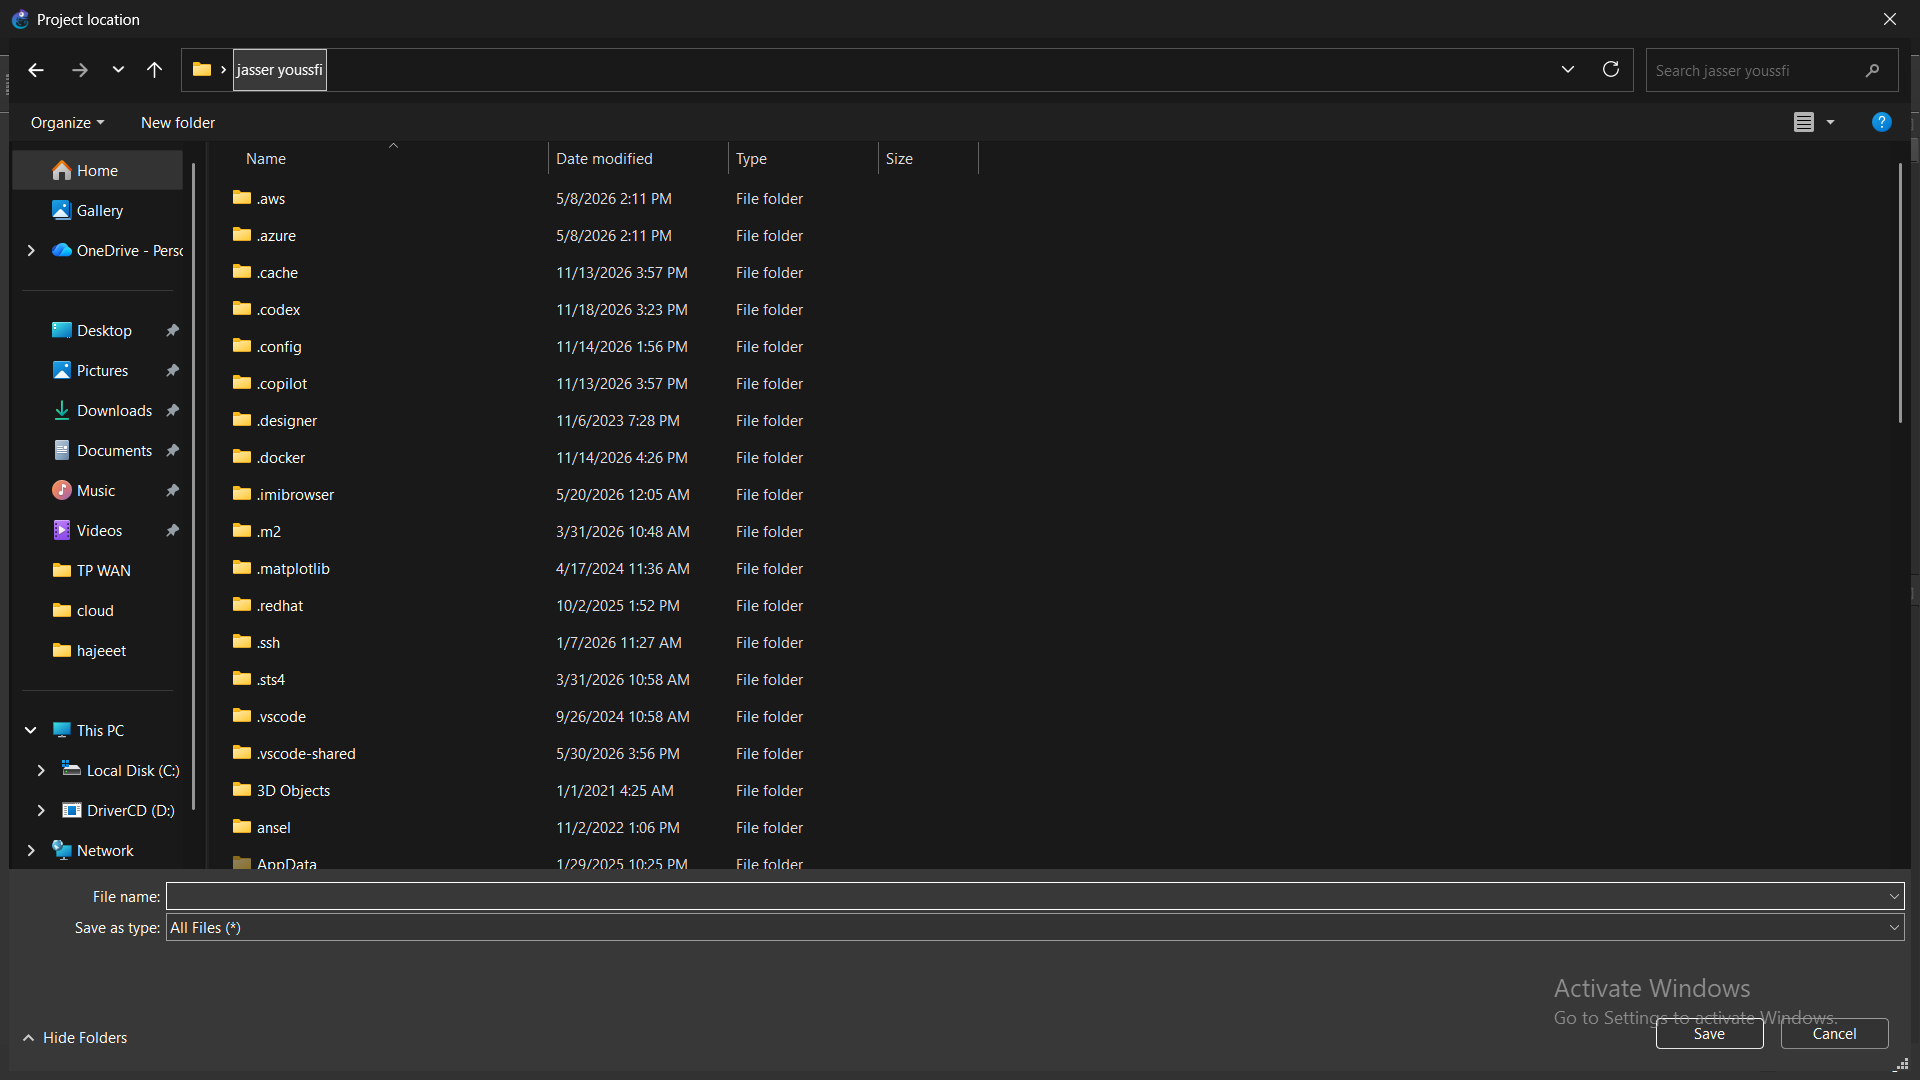 Project location
jasser youssfi
Search jasser youssfi
Organize
New folder
Name
Date modified
Type
Size
Home
Gallery
OneDrive - Perso
Desktop
Pictures
Downloads
Documents
Music
Videos
TP WAN
cloud
hajeeet
This PC
Local Disk (C:)
DriverCD (D:)
Network
.aws 5/8/2026 2:11 PM File folder
.azure 5/8/2026 2:11 PM File folder
.cache 11/13/2026 3:57 PM File folder
.codex 11/18/2026 3:23 PM File folder
.config 11/14/2026 1:56 PM File folder
.copilot 11/13/2026 3:57 PM File folder
.designer 11/6/2023 7:28 PM File folder
.docker 11/14/2026 4:26 PM File folder
.imibrowser 5/20/2026 12:05 AM File folder
.m2 3/31/2026 10:48 AM File folder
.matplotlib 4/17/2024 11:36 AM File folder
.redhat 10/2/2025 1:52 PM File folder
.ssh 1/7/2026 11:27 AM File folder
.sts4 3/31/2026 10:58 AM File folder
.vscode 9/26/2024 10:58 AM File folder
.vscode-shared 5/30/2026 3:56 PM File folder
3D Objects 1/1/2021 4:25 AM File folder
ansel 11/2/2022 1:06 PM File folder
AppData 1/29/2025 10:25 PM File folder
File name:
Save as type: All Files (*)
Activate Windows
Go to Settings to activate Windows.
Hide Folders
Save
Cancel